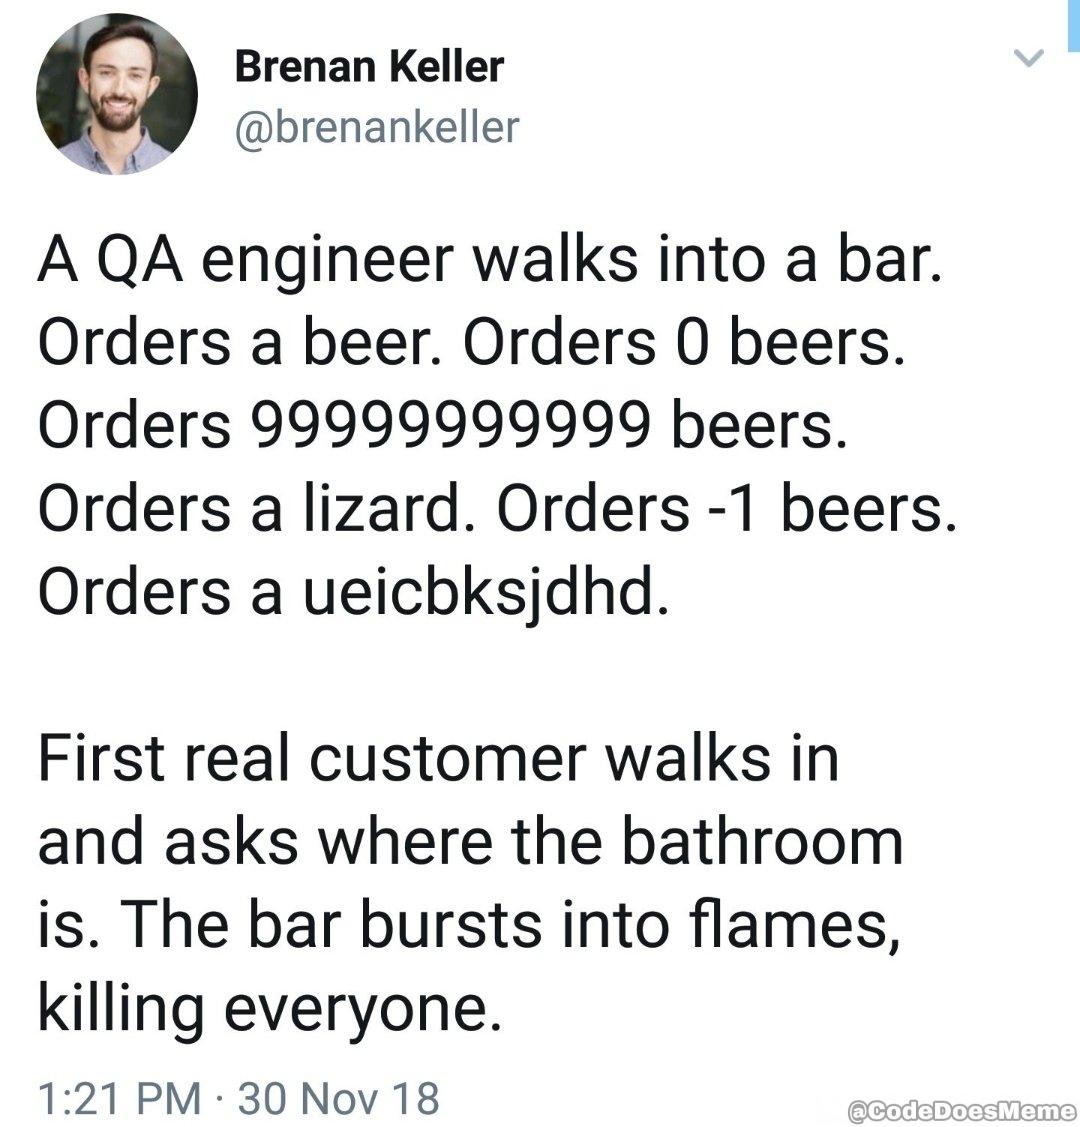 Brenan Keller
@brenankeller
A QA engineer walks into a bar.
Orders a beer. Orders 0 beers.
Orders 99999999999 beers.
Orders a lizard. Orders -1 beers.
Orders a ueicbksjdhd.
First real customer walks in
and asks where the bathroom
is. The bar bursts into flames,
killing everyone.
1:21 PM · 30 Nov 18
@CodeDoesMeme